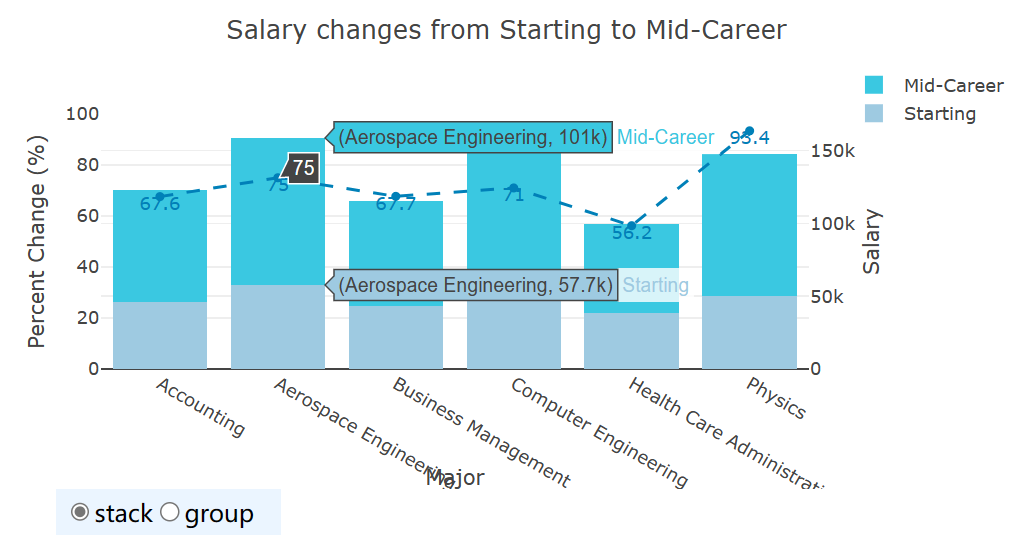 Salary changes from Starting to Mid-Career
Mid-Career
Starting
Percent Change (%)
100
80
60
40
20
0
150k
100k
50k
0
Salary
(Aerospace Engineering, 101k) Mid-Career
(Aerospace Engineering, 57.7k) Starting
67.6
75
75
67.7
71
56.2
93.4
Accounting
Aerospace Engineering
Business Management
Computer Engineering
Health Care Administrati
Physics
Major
stack group